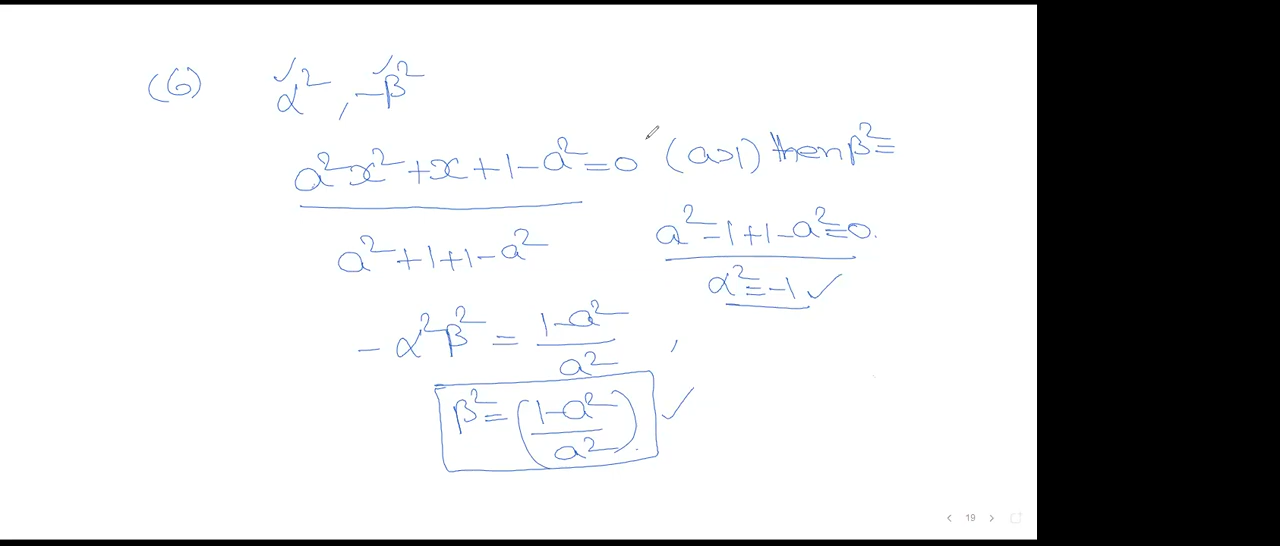 (6) α², -β²
a²x²+x+1-a²=0 (a>1) then β²=
a²+1+1-a²
a²-1+1-a²=0.
α²=-1 ✓
-α²β² = 1-a²/a² ,
β²=(1-a²/a²). ✓
< 19 >